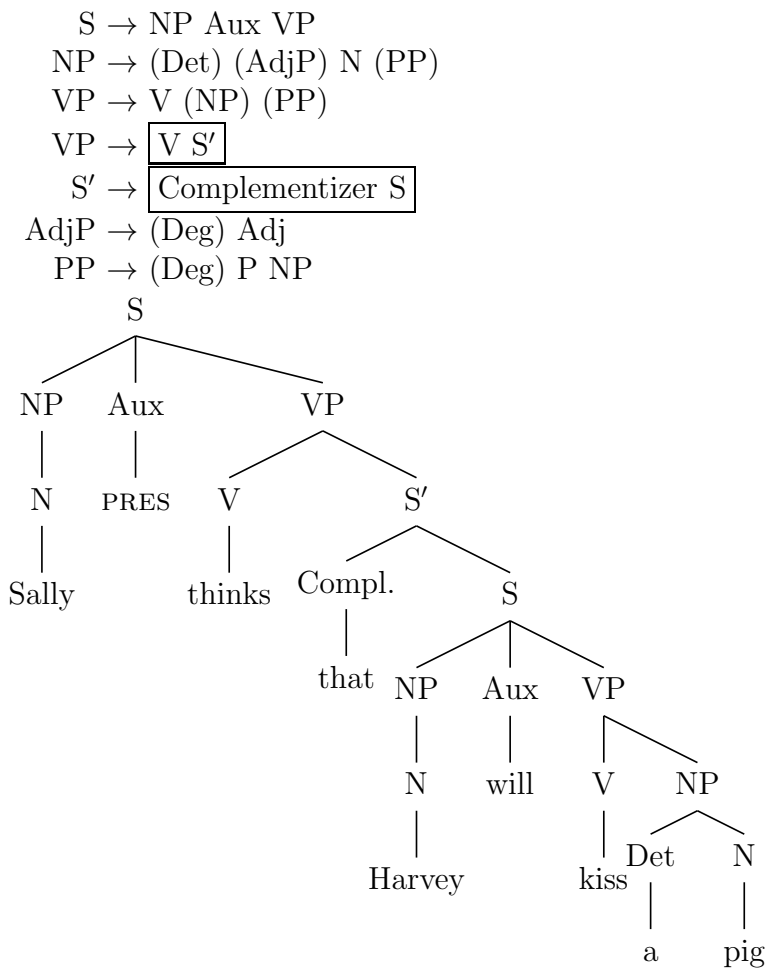 S → NP Aux VP
NP → (Det) (AdjP) N (PP)
VP → V (NP) (PP)
VP → V S′
S′ → Complementizer S
AdjP → (Deg) Adj
PP → (Deg) P NP
S
NP Aux VP
N PRES V S′
Sally thinks Compl. S
that NP Aux VP
N will V NP
Harvey kiss Det N
a pig